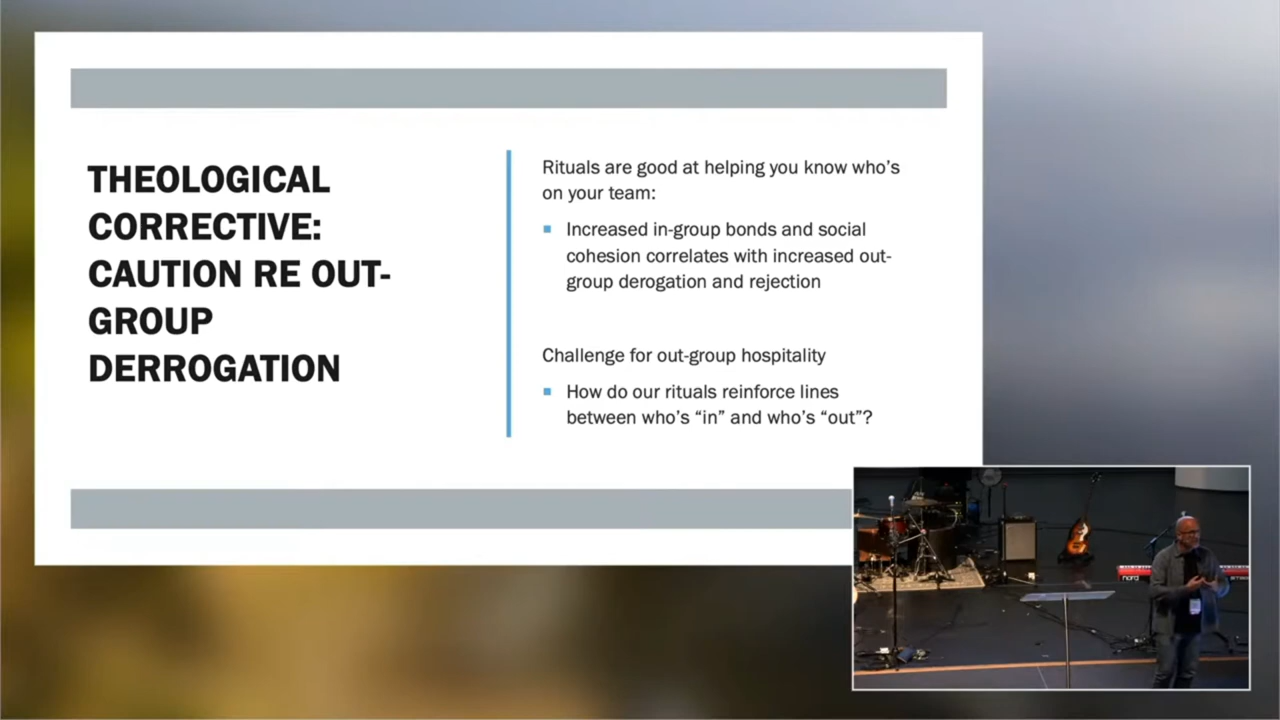 THEOLOGICAL
CORRECTIVE:
CAUTION RE OUT-
GROUP
DERROGATION
Rituals are good at helping you know who’s
on your team:
Increased in-group bonds and social
cohesion correlates with increased out-
group derogation and rejection
Challenge for out-group hospitality
How do our rituals reinforce lines
between who’s “in” and who’s “out”?
nord